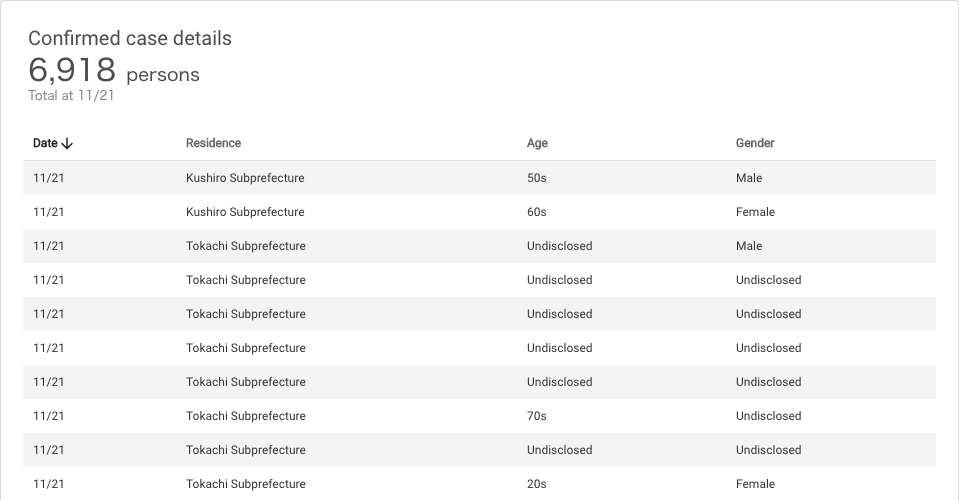 Confirmed case details
6,918 persons
Total at 11/21
Date Residence Age Gender
11/21 Kushiro Subprefecture 50s Male
11/21 Kushiro Subprefecture 60s Female
11/21 Tokachi Subprefecture Undisclosed Male
11/21 Tokachi Subprefecture Undisclosed Undisclosed
11/21 Tokachi Subprefecture Undisclosed Undisclosed
11/21 Tokachi Subprefecture Undisclosed Undisclosed
11/21 Tokachi Subprefecture Undisclosed Undisclosed
11/21 Tokachi Subprefecture 70s Undisclosed
11/21 Tokachi Subprefecture Undisclosed Undisclosed
11/21 Tokachi Subprefecture 20s Female